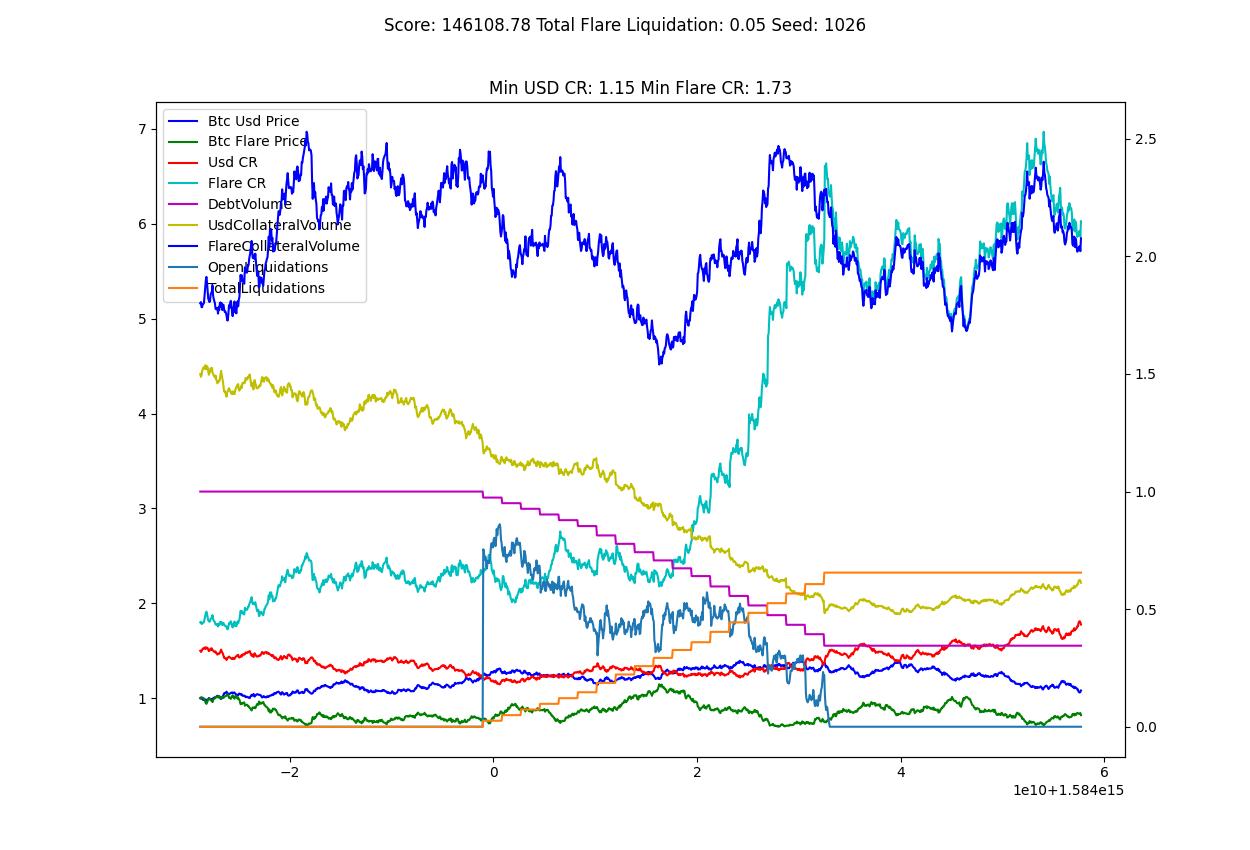 Score: 146108.78 Total Flare Liquidation: 0.05 Seed: 1026
Min USD CR: 1.15 Min Flare CR: 1.73
Btc Usd Price
Btc Flare Price
Usd CR
Flare CR
DebtVolume
UsdCollateralVolume
FlareCollateralVolume
OpenLiquidations
TotalLiquidations
7
6
5
4
3
2
1
2.5
2.0
1.5
1.0
0.5
0.0
−2 0 2 4 6
1e10+1.584e15